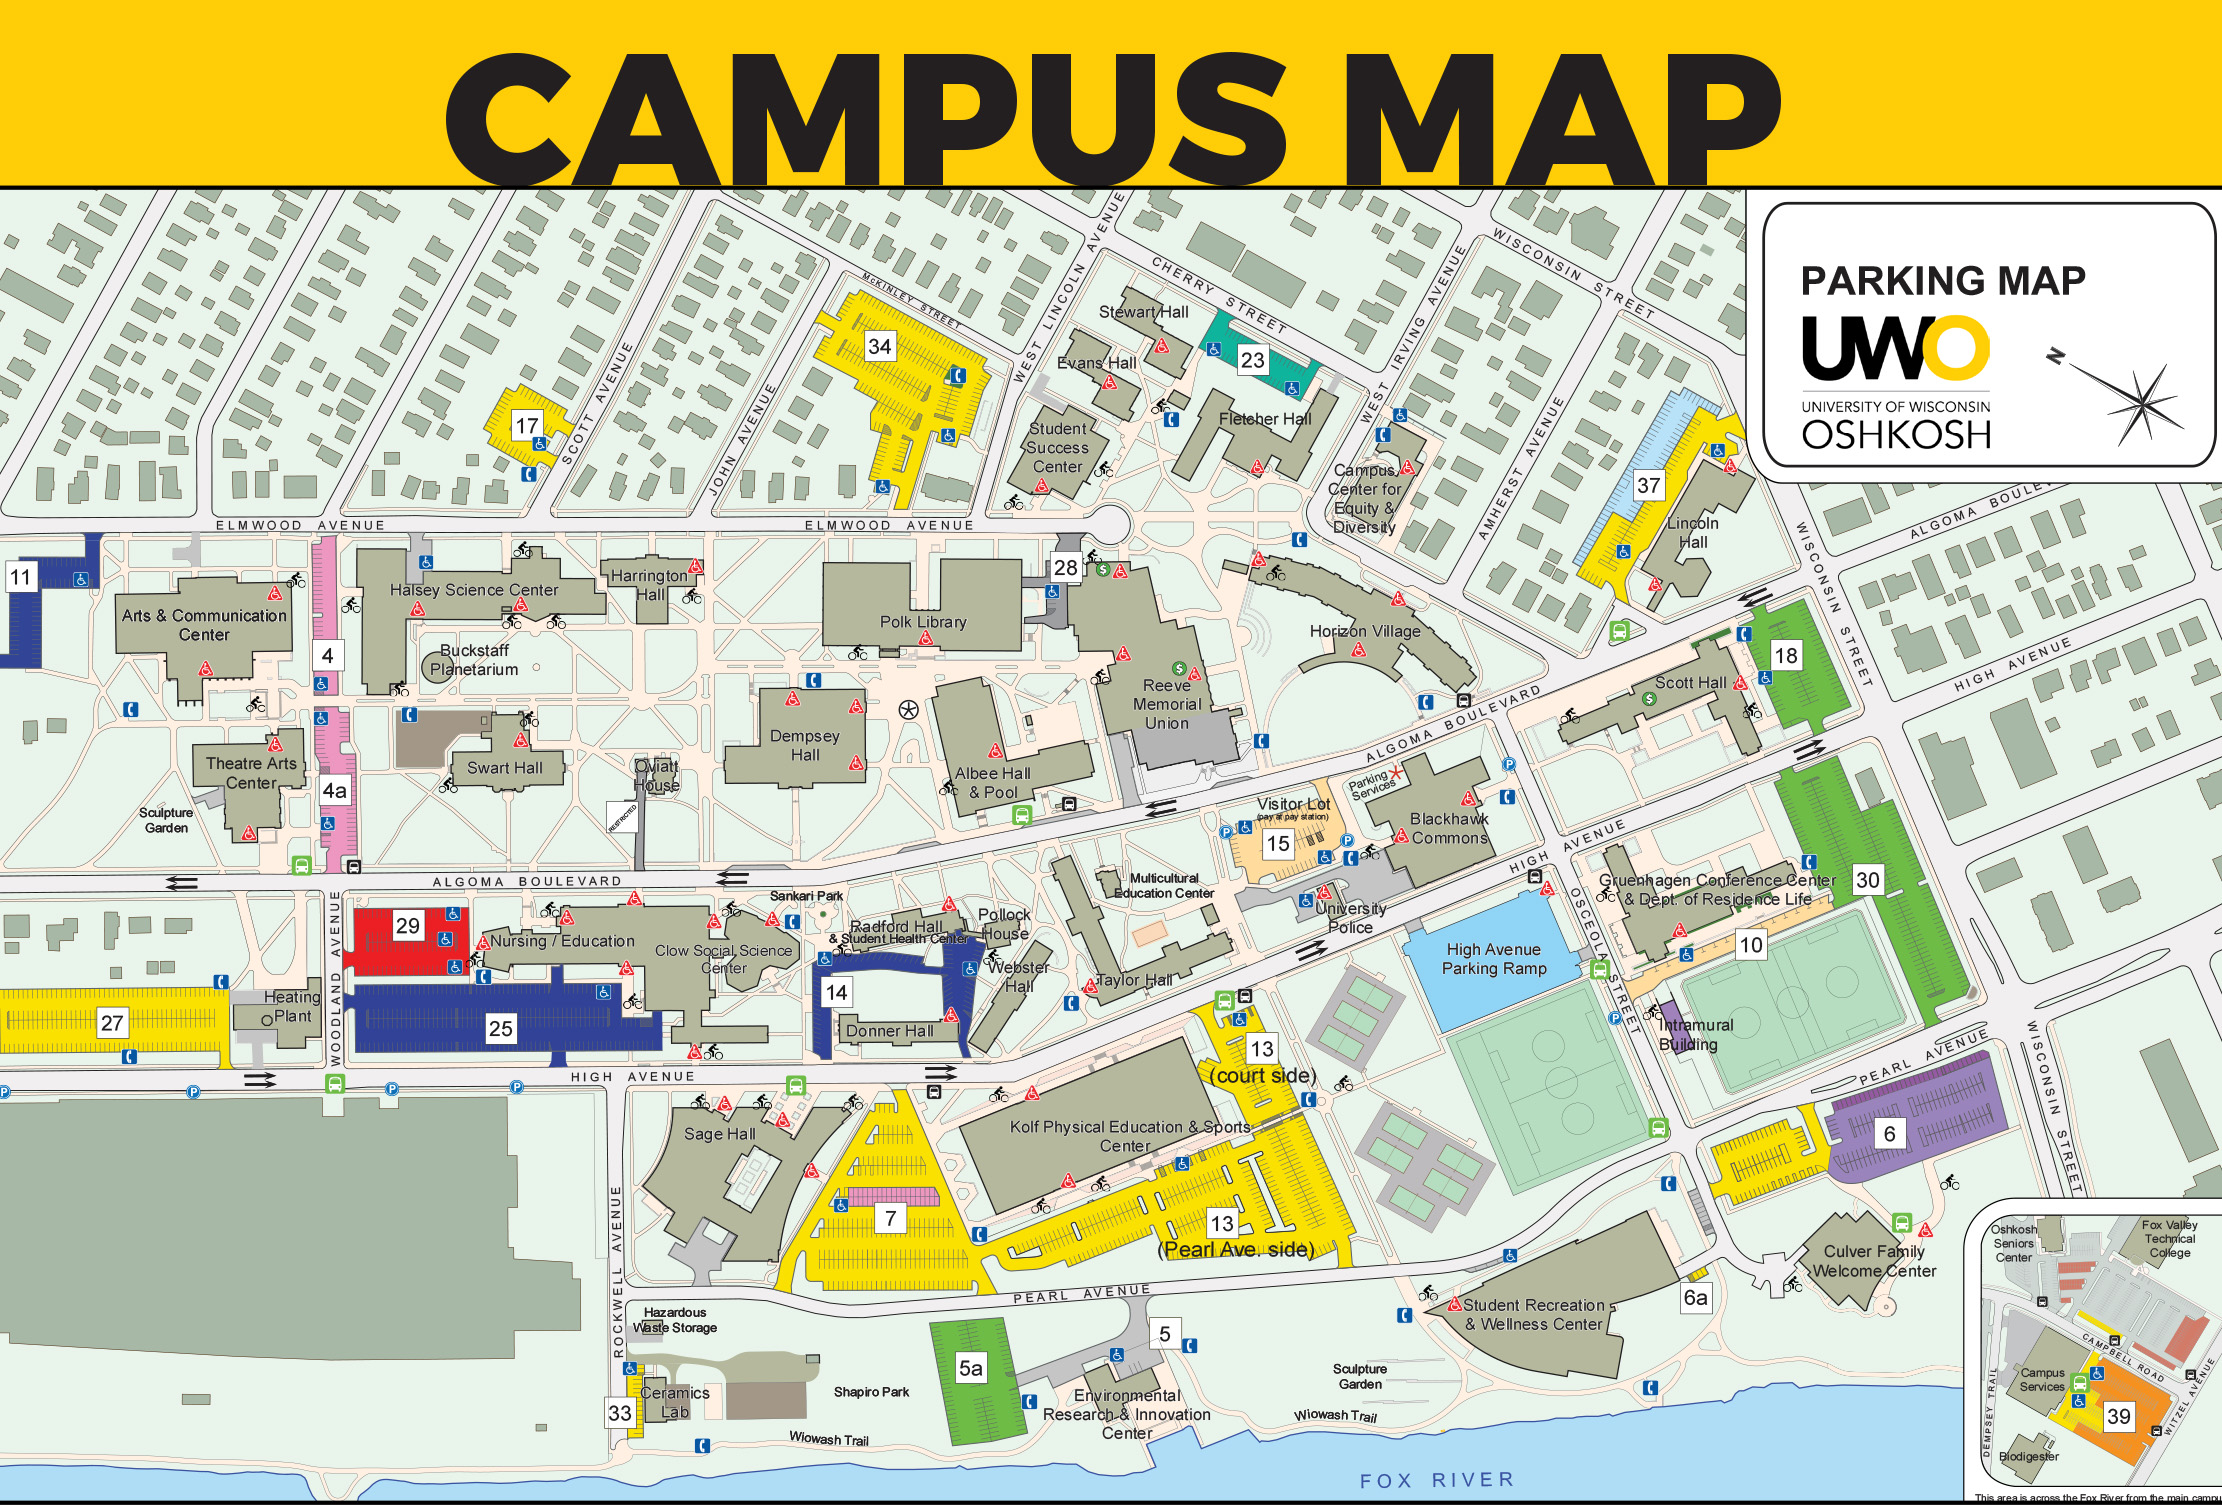 CAMPUS MAP
PARKING MAP
UWO
UNIVERSITY OF WISCONSIN
OSHKOSH
N
McKINLEY STREET
CHERRY STREET
WISCONSIN STREET
WEST LINCOLN AVENUE
WEST IRVING AVENUE
SCOTT AVENUE
JOHN AVENUE
AMHERST AVENUE
34
17
23
37
Stewart Hall
Evans Hall
Fletcher Hall
Student
Success
Center
Campus
Center for
Equity &
Diversity
Lincoln
Hall
ELMWOOD AVENUE
ELMWOOD AVENUE
WISCONSIN STREET
ALGOMA BOULEV
HIGH AVENUE
11
4
28
18
Arts & Communication
Center
Halsey Science Center
Harrington
Hall
Buckstaff
Planetarium
Polk Library
Reeve
Memorial
Union
Horizon Village
Scott Hall
Dempsey
Hall
Theatre Arts
Center
4a
Swart Hall
Oviatt
House
RESTRICTED
Albee Hall
& Pool
Sculpture
Garden
ALGOMA BOULEVARD
Parking
Services
Visitor Lot
(pay at pay station)
15
Blackhawk
Commons
HIGH AVENUE
ALGOMA BOULEVARD
WOODLAND AVENUE
Sankari Park
Multicultural
Education Center
Gruenhagen Conference Center
& Dept. of Residence Life
30
29
Nursing / Education
Clow Social Science
Center
Radford Hall
& Student Health Center
Pollock
House
Webster
Hall
University
Police
High Avenue
Parking Ramp
OSCEOLA STREET
10
Taylor Hall
14
Heating
Plant
27
25
Donner Hall
Intramural
Building
13
(court side)
HIGH AVENUE
PEARL AVENUE
WISCONSIN STREET
6
Sage Hall
Kolf Physical Education & Sports
Center
7
13
(Pearl Ave. side)
ROCKWELL AVENUE
PEARL AVENUE
Culver Family
Welcome Center
6a
Student Recreation
& Wellness Center
Hazardous
Waste Storage
5
5a
Ceramics
Lab
33
Shapiro Park
Environmental
Research & Innovation
Center
Sculpture
Garden
Wiowash Trail
Wiowash Trail
FOX RIVER
Oshkosh
Seniors
Center
Fox Valley
Technical
College
CAMPBELL ROAD
Campus
Services
39
WITZEL AVENUE
DEMPSEY TRAIL
Biodigester
This area is across the Fox River from the main campu